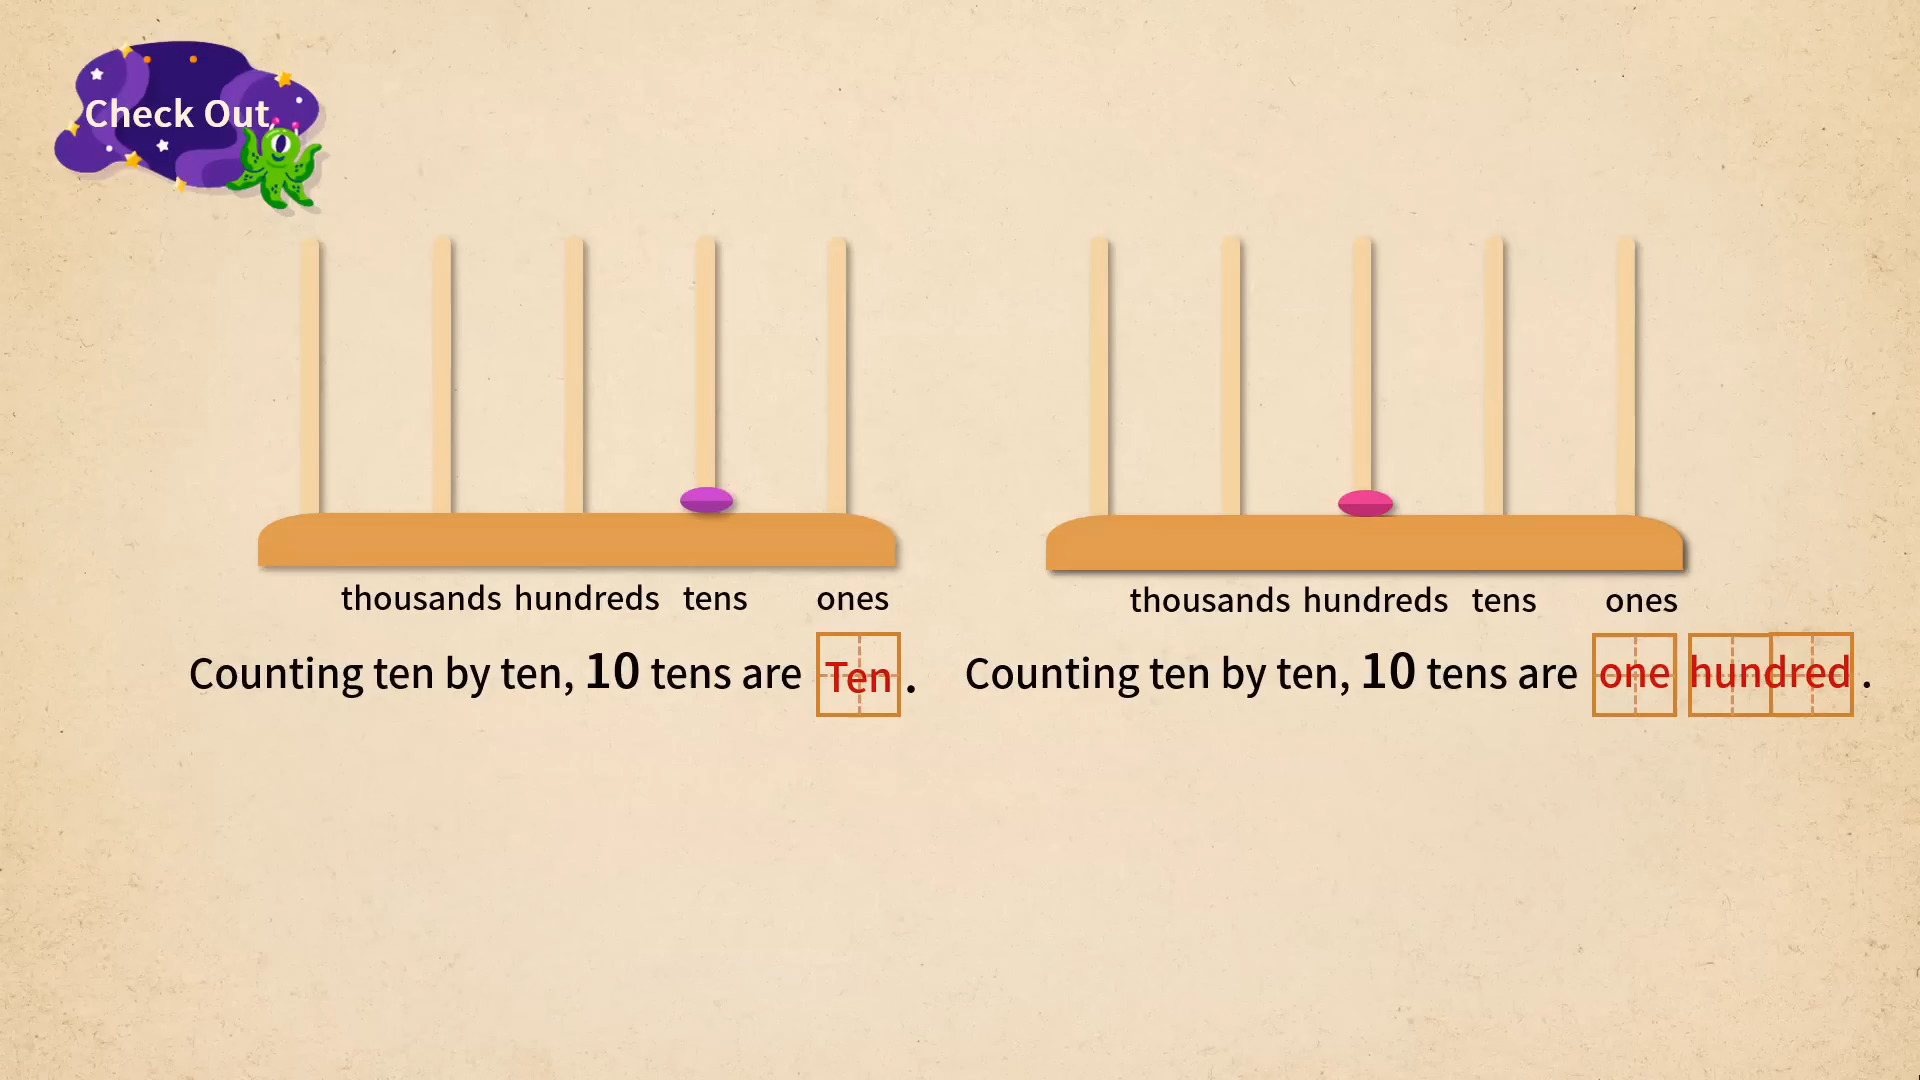 Check Out
thousands hundreds tens ones
Counting ten by ten, 10 tens are Ten.
thousands hundreds tens ones
Counting ten by ten, 10 tens are one hundred.